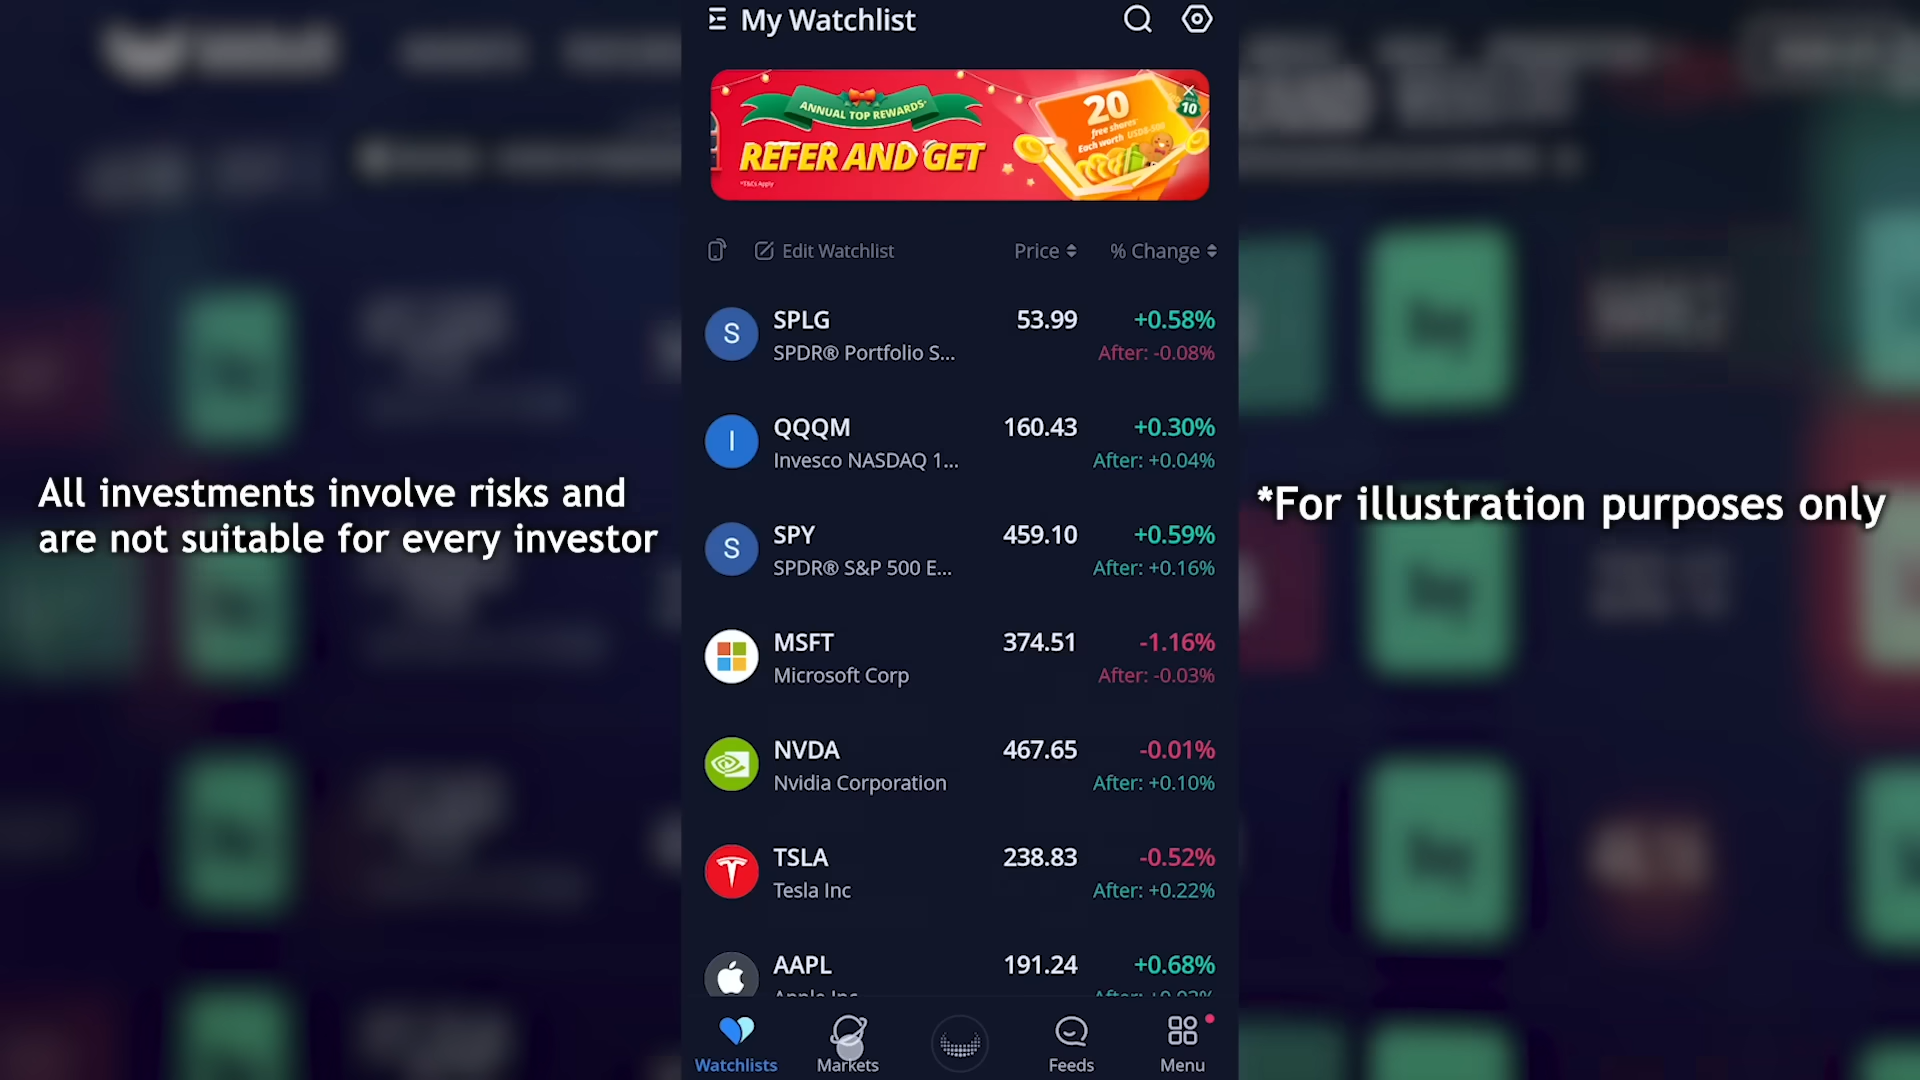 My Watchlist
ANNUAL TOP REWARDS*
REFER AND GET
*T&Cs Apply
20
free shares*
Each worth
10
Edit Watchlist
Price
% Change
SPLG 53.99 +0.58%
SPDR® Portfolio S... After: -0.08%
QQQM 160.43 +0.30%
Invesco NASDAQ 1... After: +0.04%
SPY 459.10 +0.59%
SPDR® S&P 500 E... After: +0.16%
MSFT 374.51 -1.16%
Microsoft Corp After: -0.03%
NVDA 467.65 -0.01%
Nvidia Corporation After: +0.10%
TSLA 238.83 -0.52%
Tesla Inc After: +0.22%
AAPL 191.24 +0.68%
S
I
S
All investments involve risks and
are not suitable for every investor
*For illustration purposes only
Watchlists
Markets
Feeds
Menu